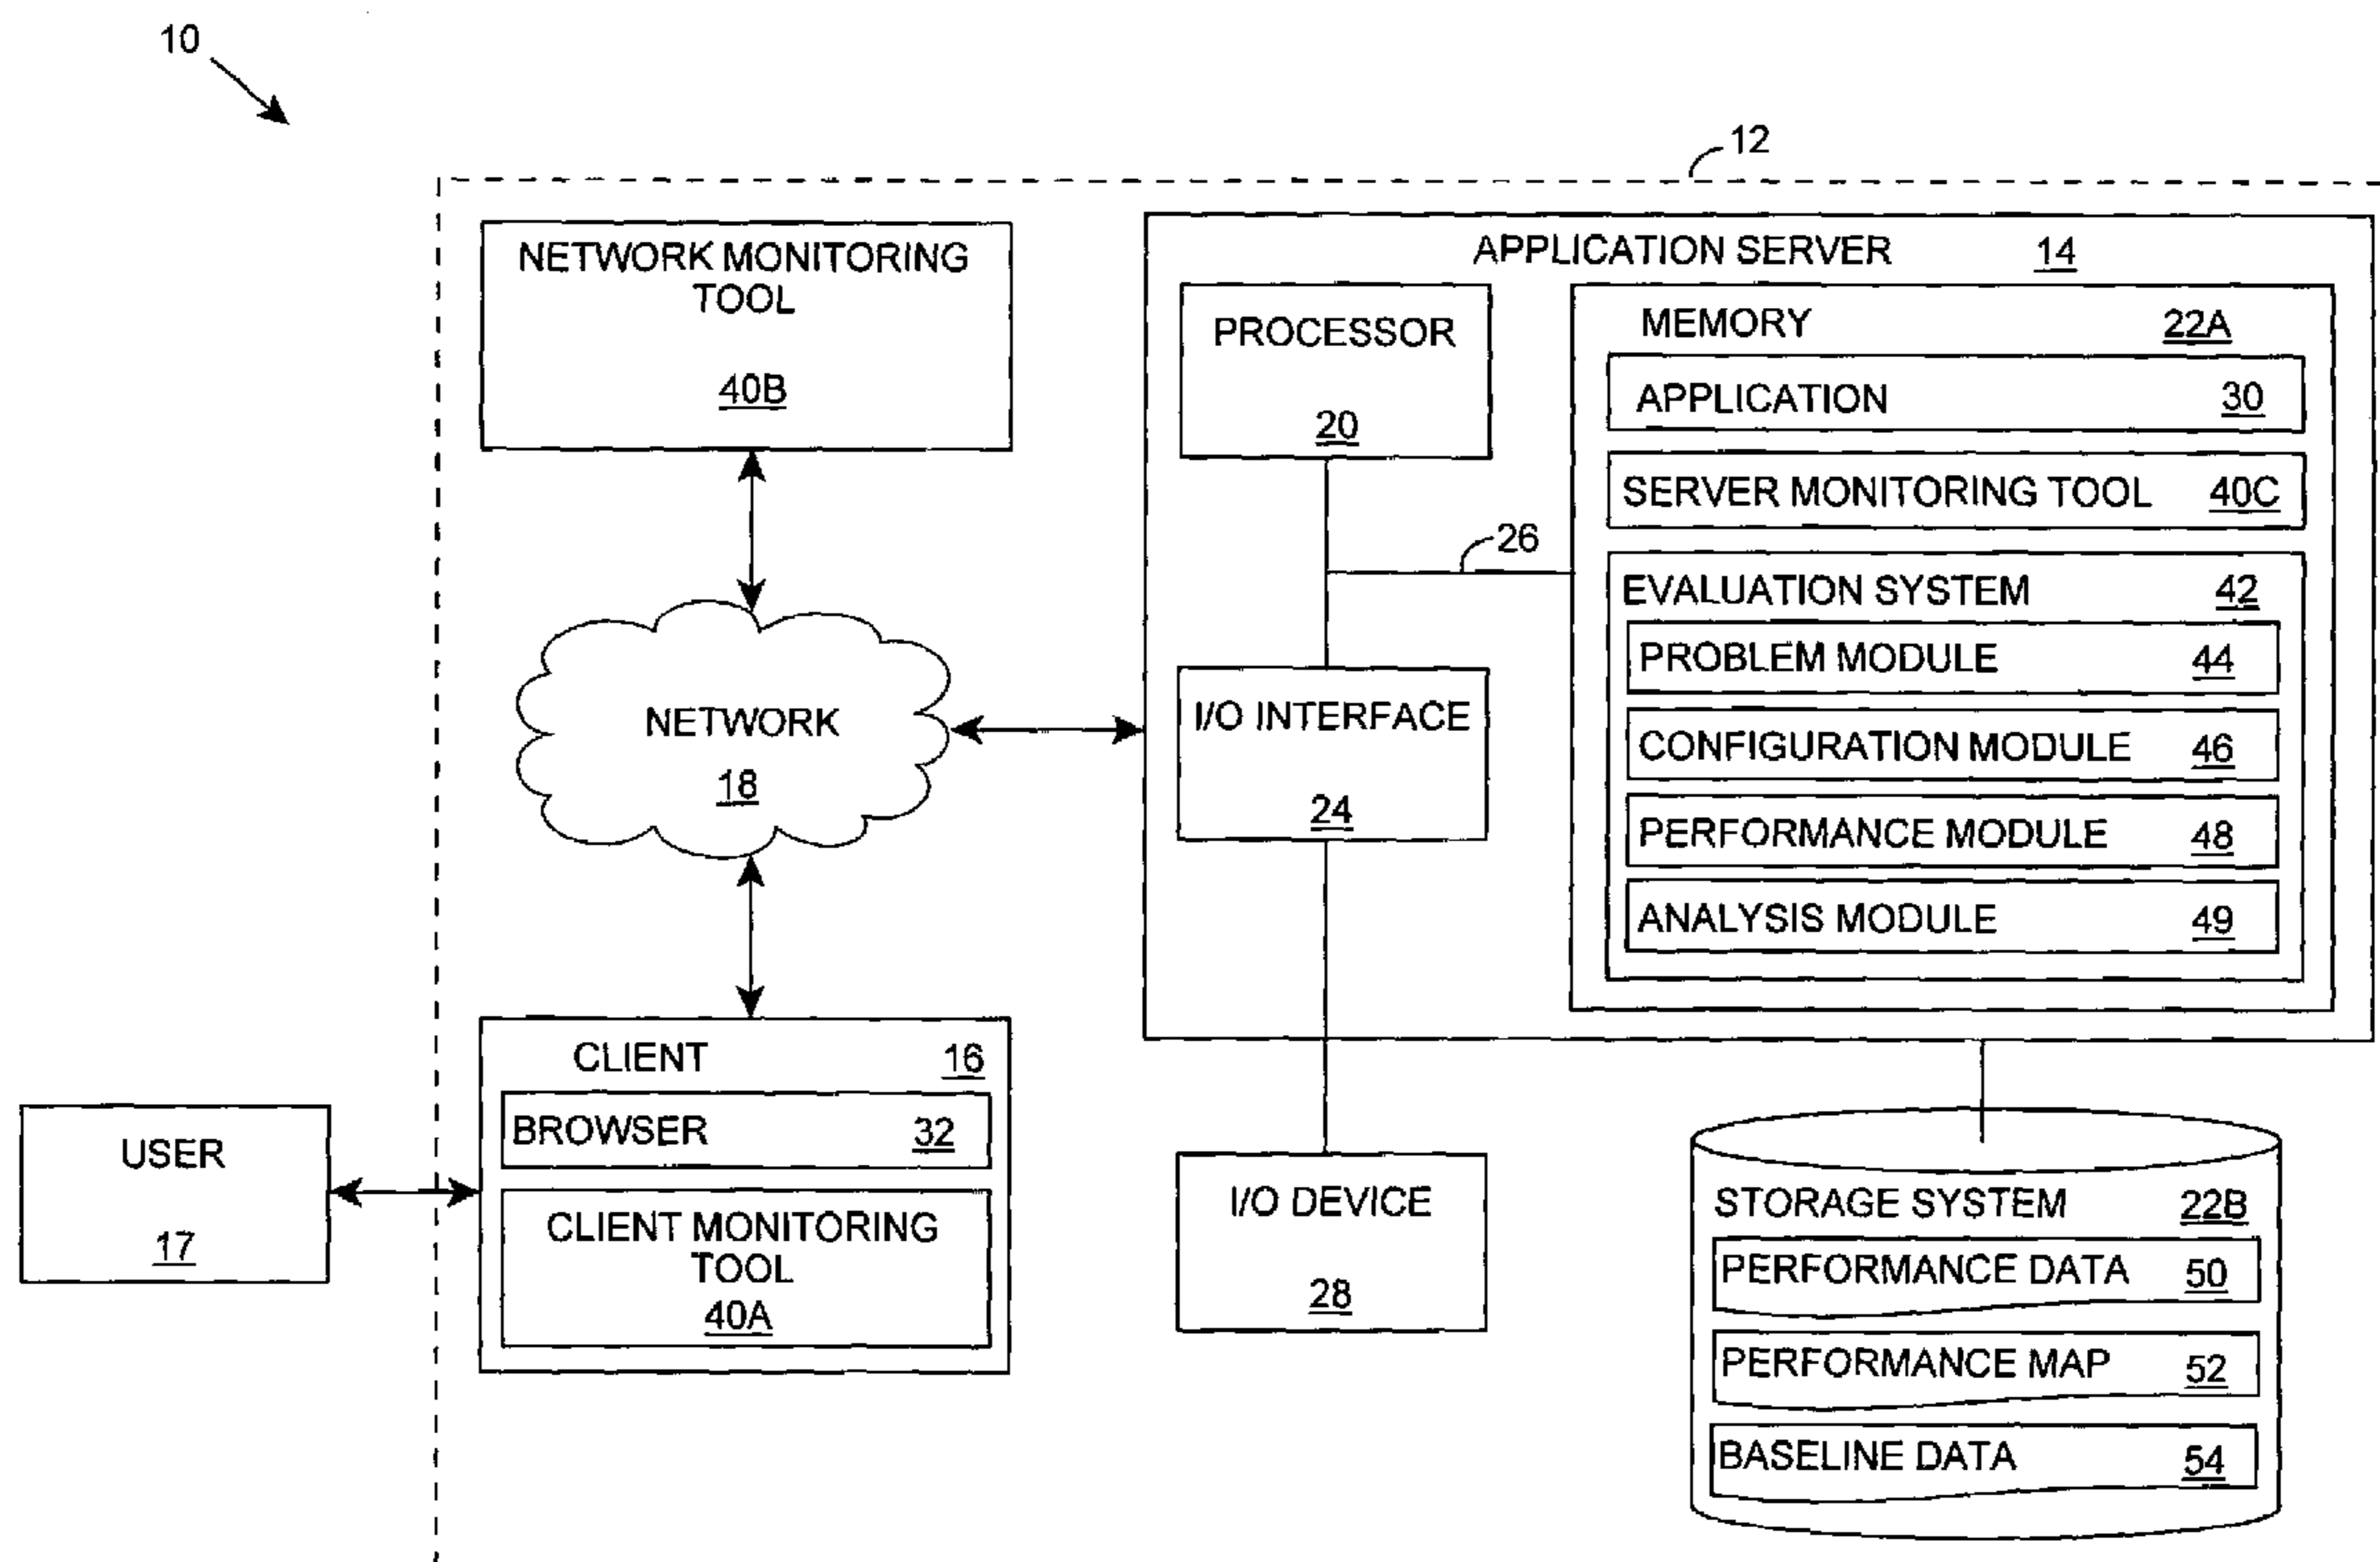 10
12
NETWORK MONITORING
TOOL
40B
APPLICATION SERVER 14
PROCESSOR
20
MEMORY 22A
APPLICATION 30
SERVER MONITORING TOOL 40C
26
EVALUATION SYSTEM 42
PROBLEM MODULE 44
CONFIGURATION MODULE 46
PERFORMANCE MODULE 48
ANALYSIS MODULE 49
NETWORK
18
I/O INTERFACE
24
CLIENT 16
BROWSER 32
CLIENT MONITORING
TOOL
40A
USER
17
I/O DEVICE
28
STORAGE SYSTEM 22B
PERFORMANCE DATA 50
PERFORMANCE MAP 52
BASELINE DATA 54